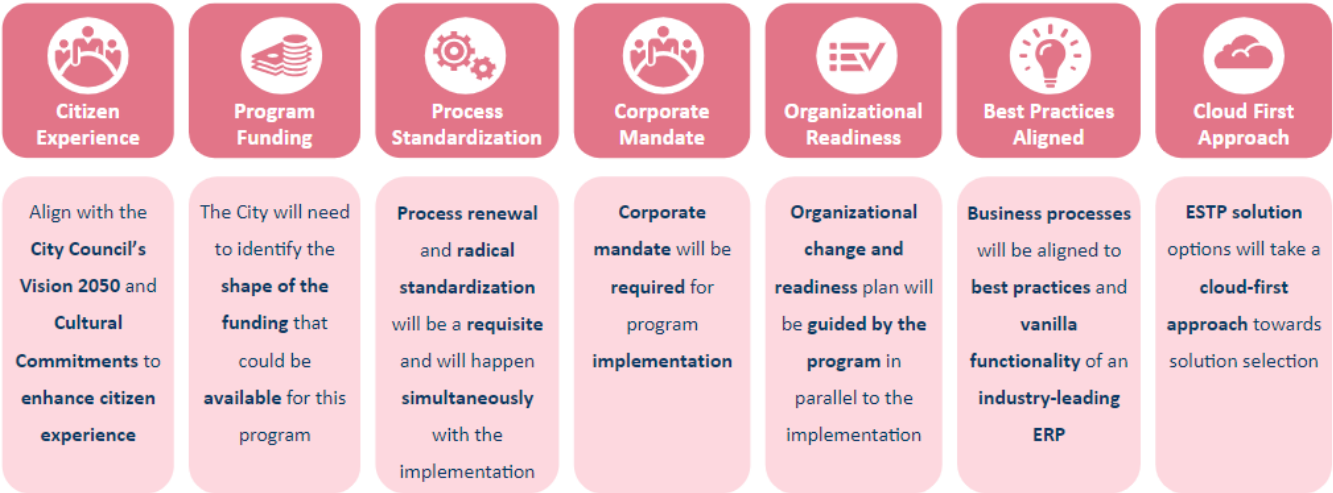 Citizen
Experience
Program
Funding
Process
Standardization
Corporate
Mandate
Organizational
Readiness
Best Practices
Aligned
Cloud First
Approach
Align with the
City Council's
Vision 2050 and
Cultural
Commitments to
enhance citizen
experience
The City will need
to identify the
shape of the
funding that
could be
available for this
program
Process renewal
and radical
standardization
will be a requisite
and will happen
simultaneously
with the
implementation
Corporate
mandate will be
required for
program
implementation
Organizational
change and
readiness plan will
be guided by the
program in
parallel to the
implementation
Business processes
will be aligned to
best practices and
vanilla
functionality of an
industry-leading
ERP
ESTP solution
options will take a
cloud-first
approach towards
solution selection